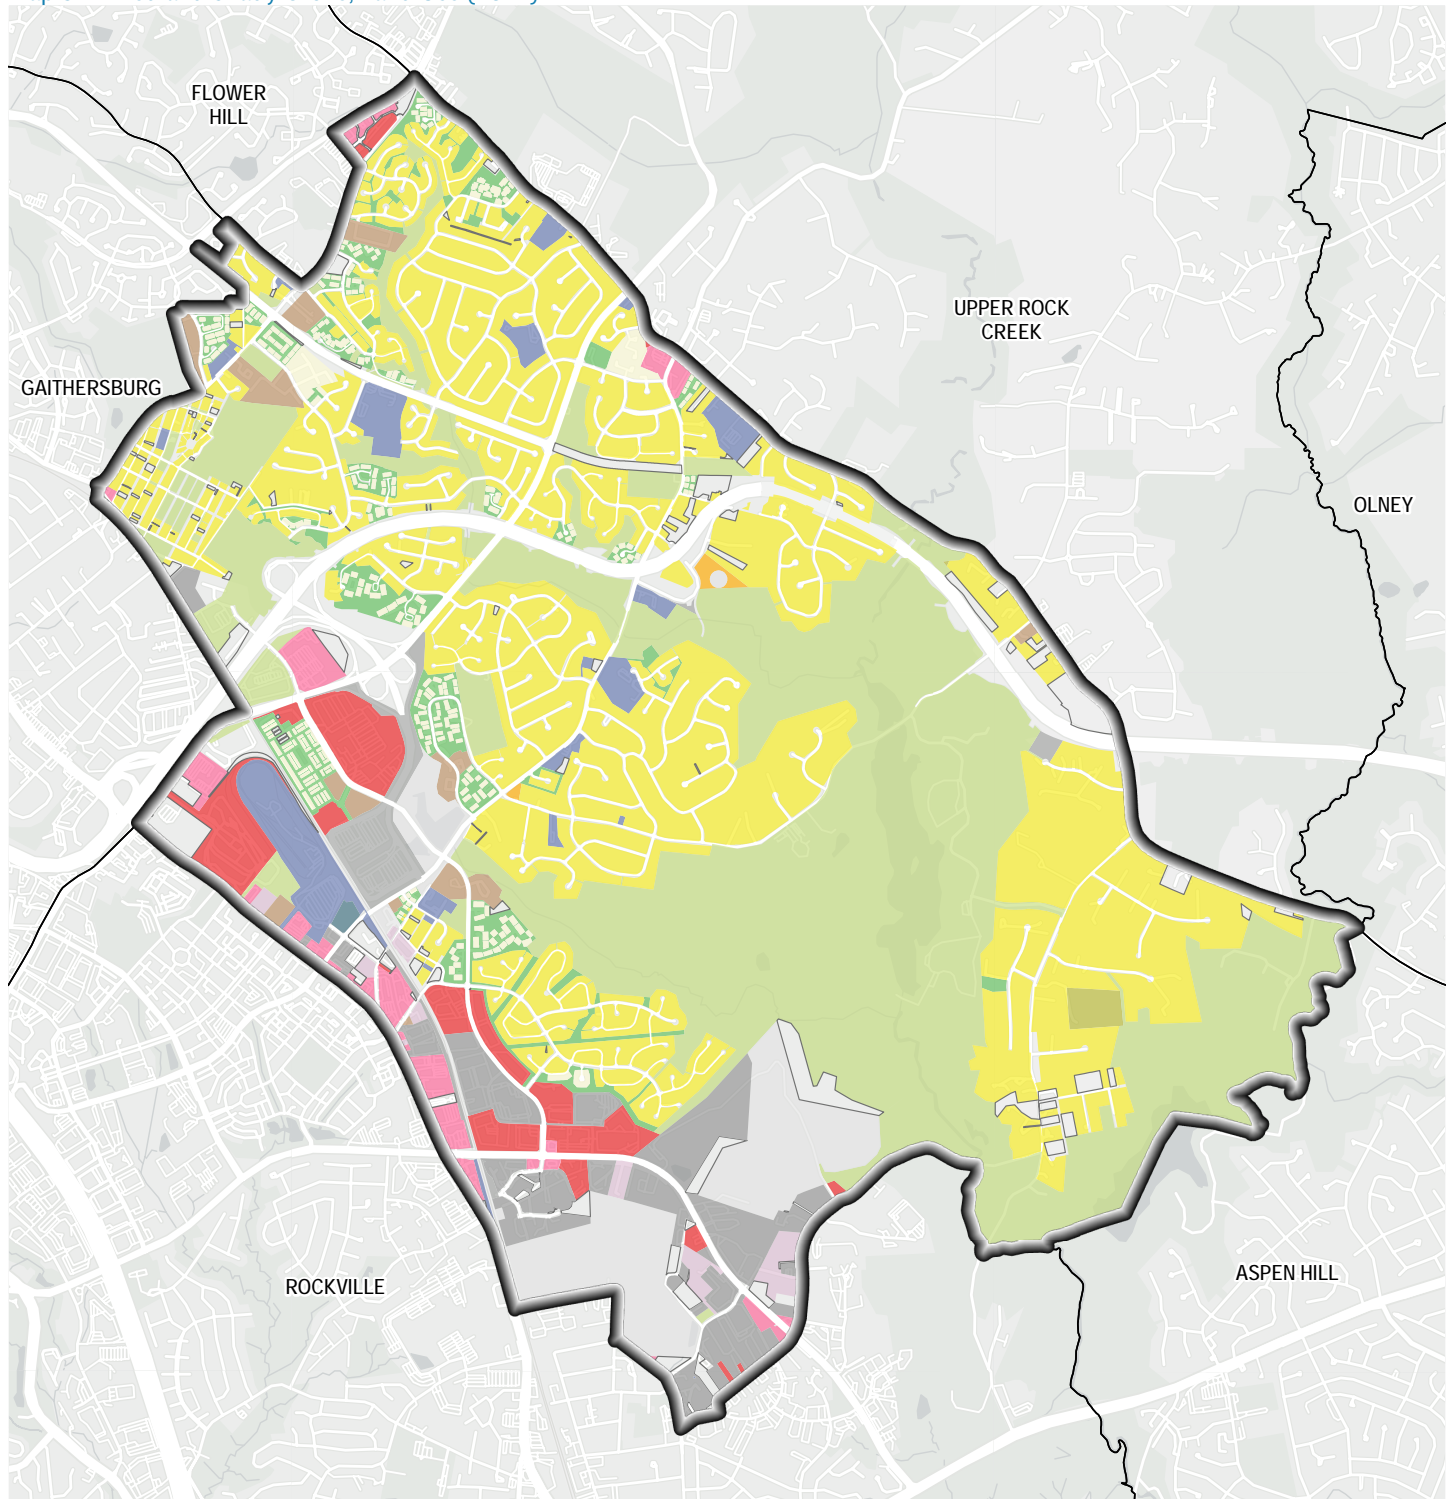 FLOWER
HILL
UPPER ROCK
CREEK
GAITHERSBURG
OLNEY
ROCKVILLE
ASPEN HILL